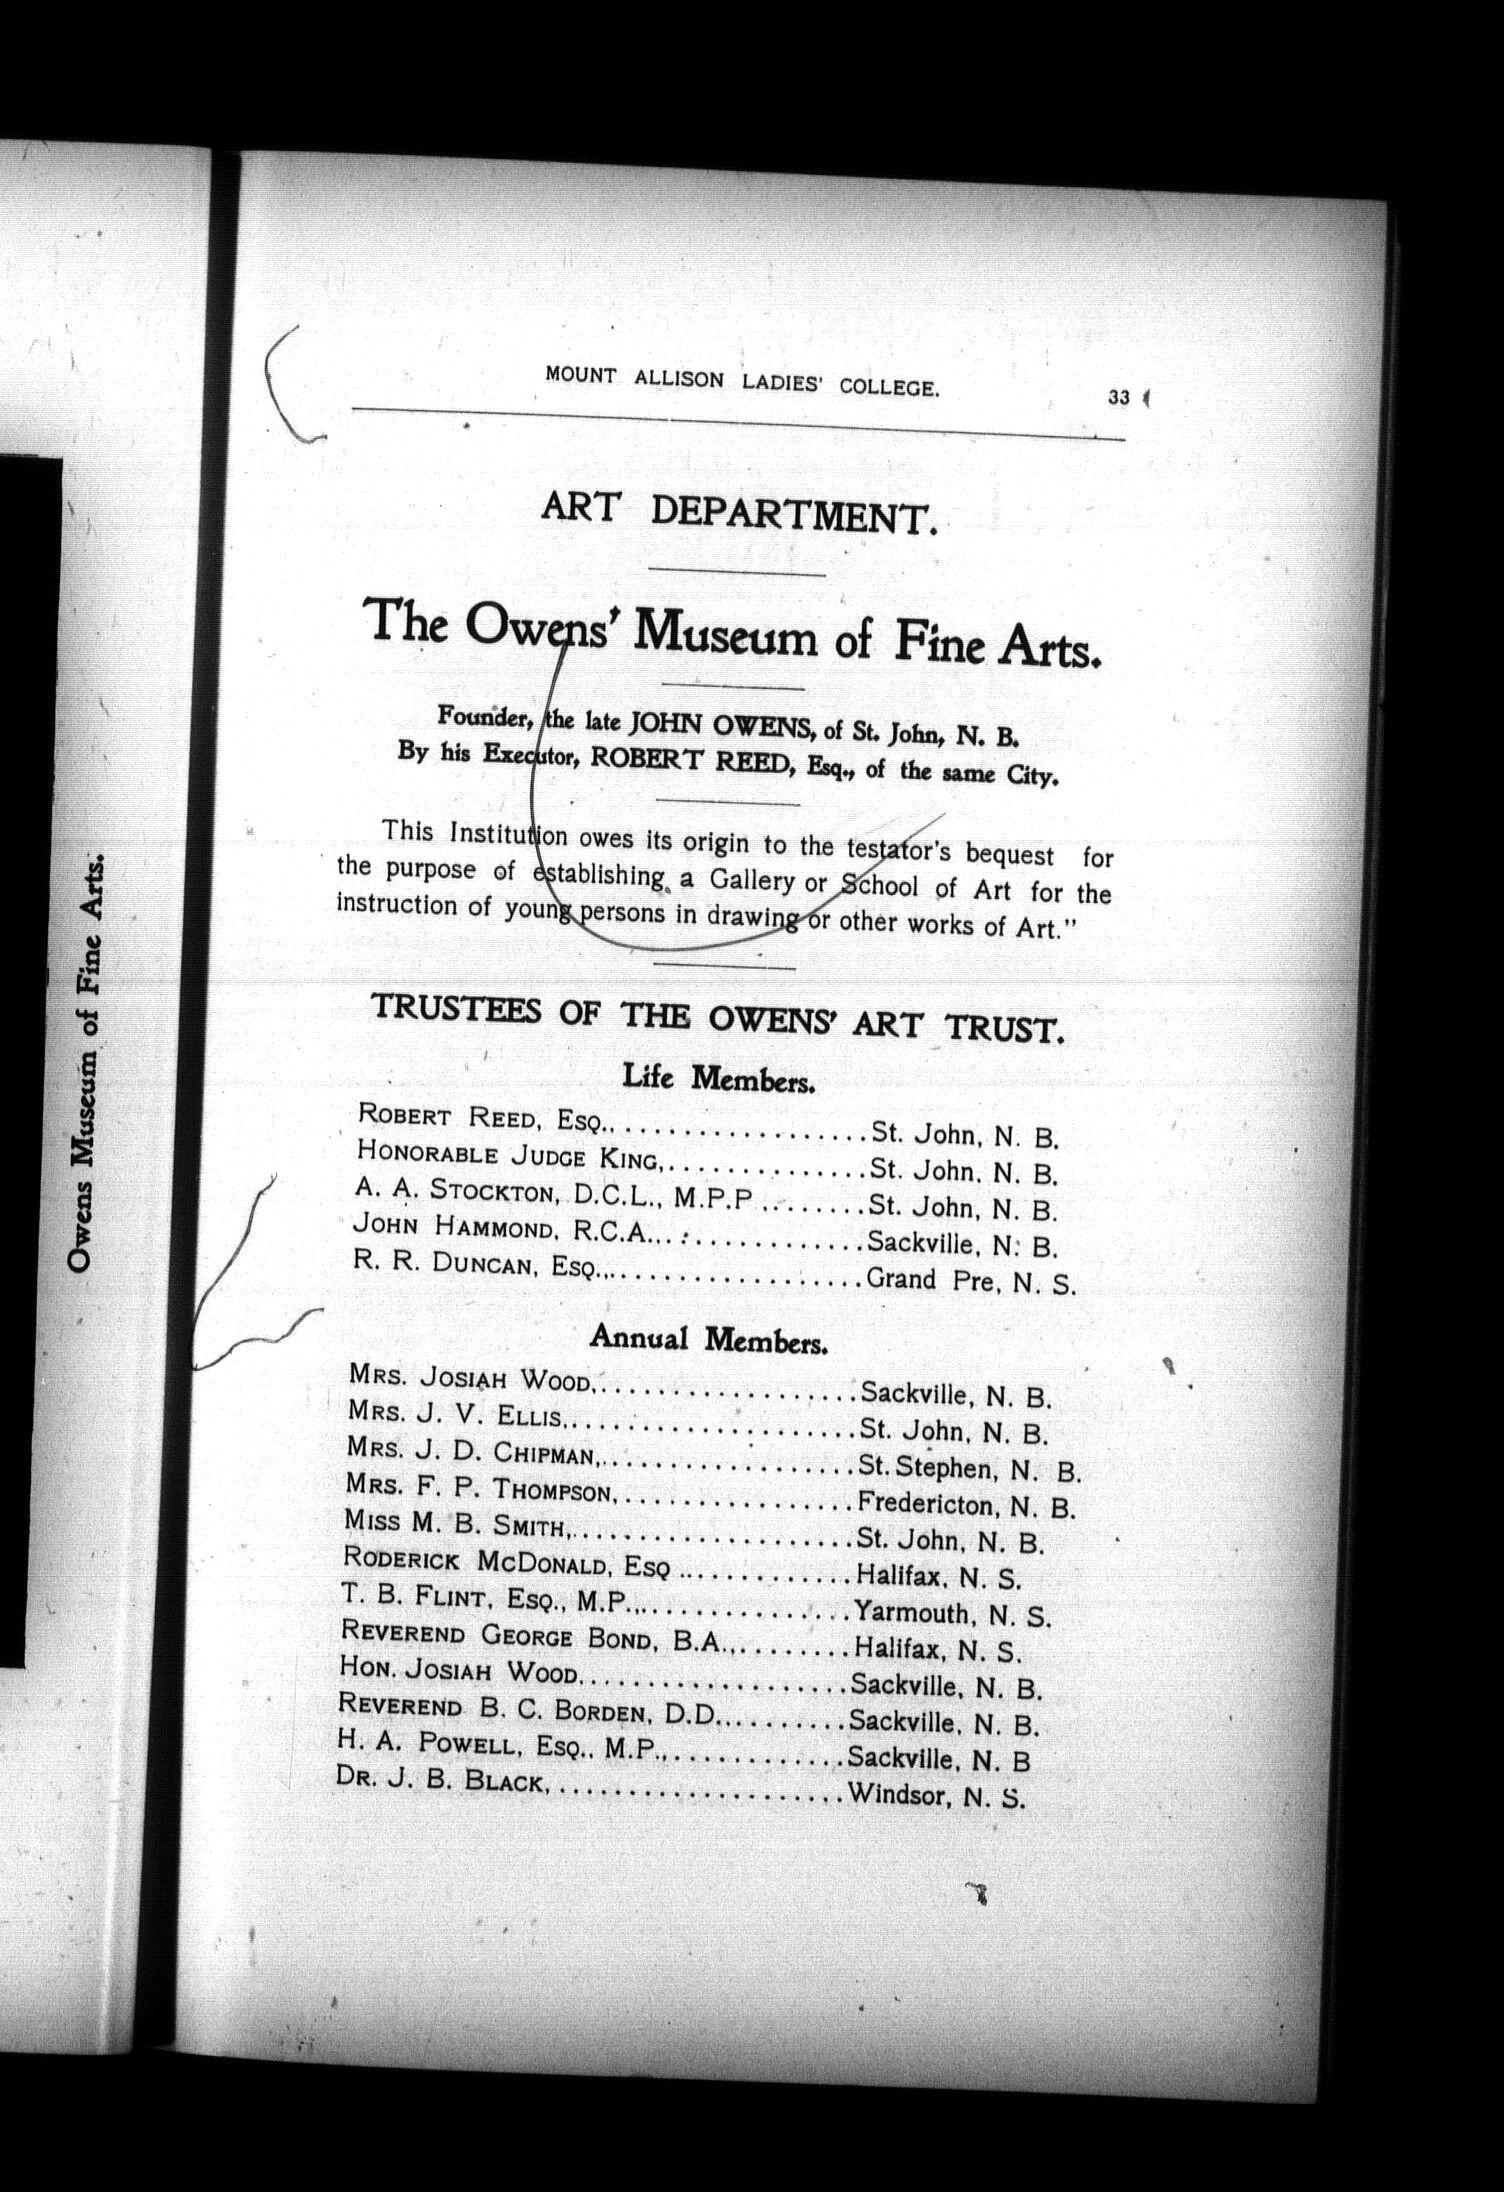 Owens Museum of Fine Arts.
MOUNT ALLISON LADIES' COLLEGE. 33
ART DEPARTMENT.
The Owens' Museum of Fine Arts.
Founder, the late JOHN OWENS, of St. John, N. B.
By his Executor, ROBERT REED, Esq., of the same City.
This Institution owes its origin to the testator's bequest for
the purpose of establishing a Gallery or School of Art for the
instruction of young persons in drawing or other works of Art."
TRUSTEES OF THE OWENS' ART TRUST.
Life Members.
ROBERT REED, ESQ.,..................St. John, N. B.
HONORABLE JUDGE KING,..............St. John, N. B.
A. A. STOCKTON, D.C.L., M.P.P ........St. John, N. B.
JOHN HAMMOND, R.C.A.................Sackville, N. B.
R. R. DUNCAN, ESQ.,..................Grand Pre, N. S.
Annual Members.
MRS. JOSIAH WOOD,...................Sackville, N. B.
MRS. J. V. ELLIS,.....................St. John, N. B.
MRS. J. D. CHIPMAN,..................St. Stephen, N. B.
MRS. F. P. THOMPSON,.................Fredericton, N. B.
MISS M. B. SMITH,....................St. John, N. B.
RODERICK MCDONALD, ESQ .............Halifax, N. S.
T. B. FLINT, ESQ., M.P.,...............Yarmouth, N. S.
REVEREND GEORGE BOND, B.A.,........Halifax, N. S.
HON. JOSIAH WOOD...................Sackville, N. B.
REVEREND B. C. BORDEN, D.D..........Sackville, N. B.
H. A. POWELL, ESQ., M.P.,.............Sackville, N. B
DR. J. B. BLACK,.....................Windsor, N. S.